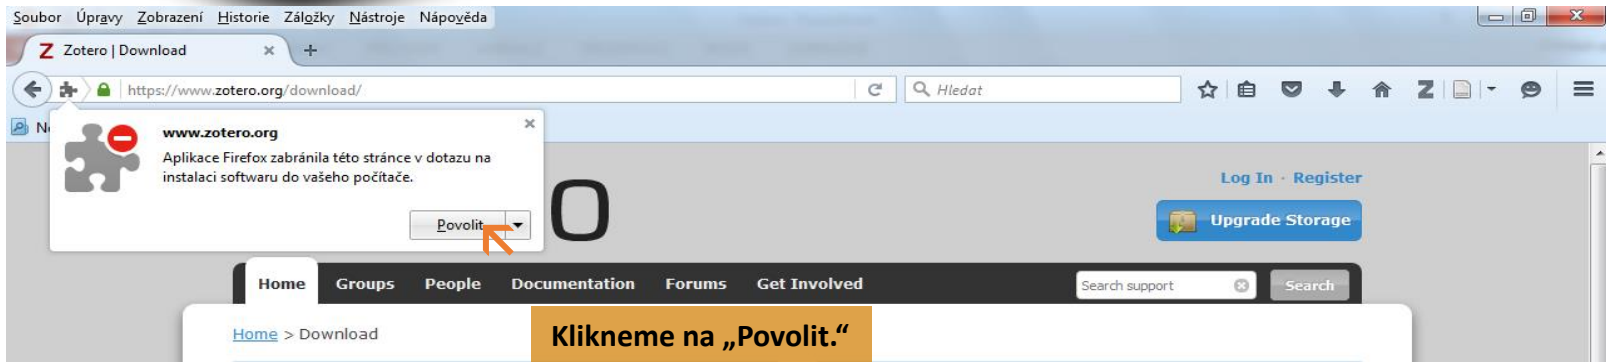 Soubor Úpravy Zobrazení Historie Záložky Nástroje Nápověda
Zotero | Download
https://www.zotero.org/download/
Hledat
www.zotero.org
Aplikace Firefox zabránila této stránce v dotazu na
instalaci softwaru do vašeho počítače.
Povolit
Log In · Register
Upgrade Storage
Home Groups People Documentation Forums Get Involved
Search support
Search
Home > Download
Klikneme na „Povolit.“